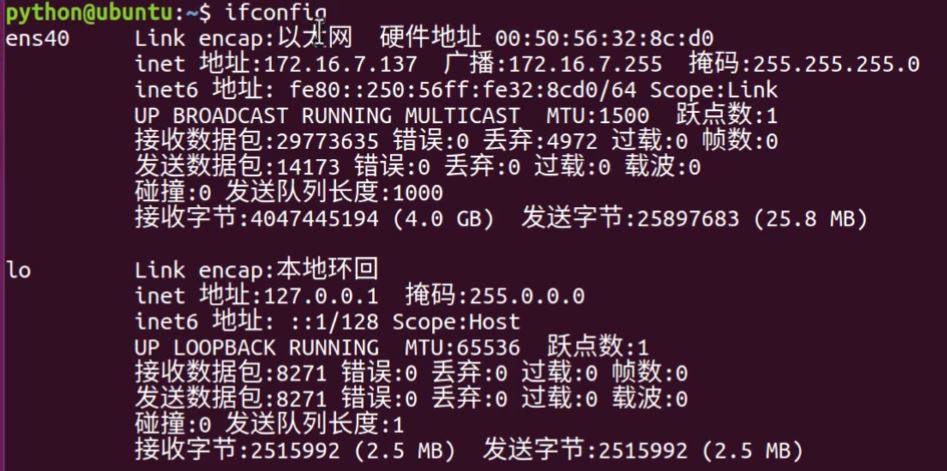 python@ubuntu:~$ ifconfig
ens40 Link encap:以太网 硬件地址 00:50:56:32:8c:d0
inet 地址:172.16.7.137 广播:172.16.7.255 掩码:255.255.255.0
inet6 地址: fe80::250:56ff:fe32:8cd0/64 Scope:Link
UP BROADCAST RUNNING MULTICAST MTU:1500 跃点数:1
接收数据包:29773635 错误:0 丢弃:4972 过载:0 帧数:0
发送数据包:14173 错误:0 丢弃:0 过载:0 载波:0
碰撞:0 发送队列长度:1000
接收字节:4047445194 (4.0 GB) 发送字节:25897683 (25.8 MB)
lo Link encap:本地环回
inet 地址:127.0.0.1 掩码:255.0.0.0
inet6 地址: ::1/128 Scope:Host
UP LOOPBACK RUNNING MTU:65536 跃点数:1
接收数据包:8271 错误:0 丢弃:0 过载:0 帧数:0
发送数据包:8271 错误:0 丢弃:0 过载:0 载波:0
碰撞:0 发送队列长度:1
接收字节:2515992 (2.5 MB) 发送字节:2515992 (2.5 MB)